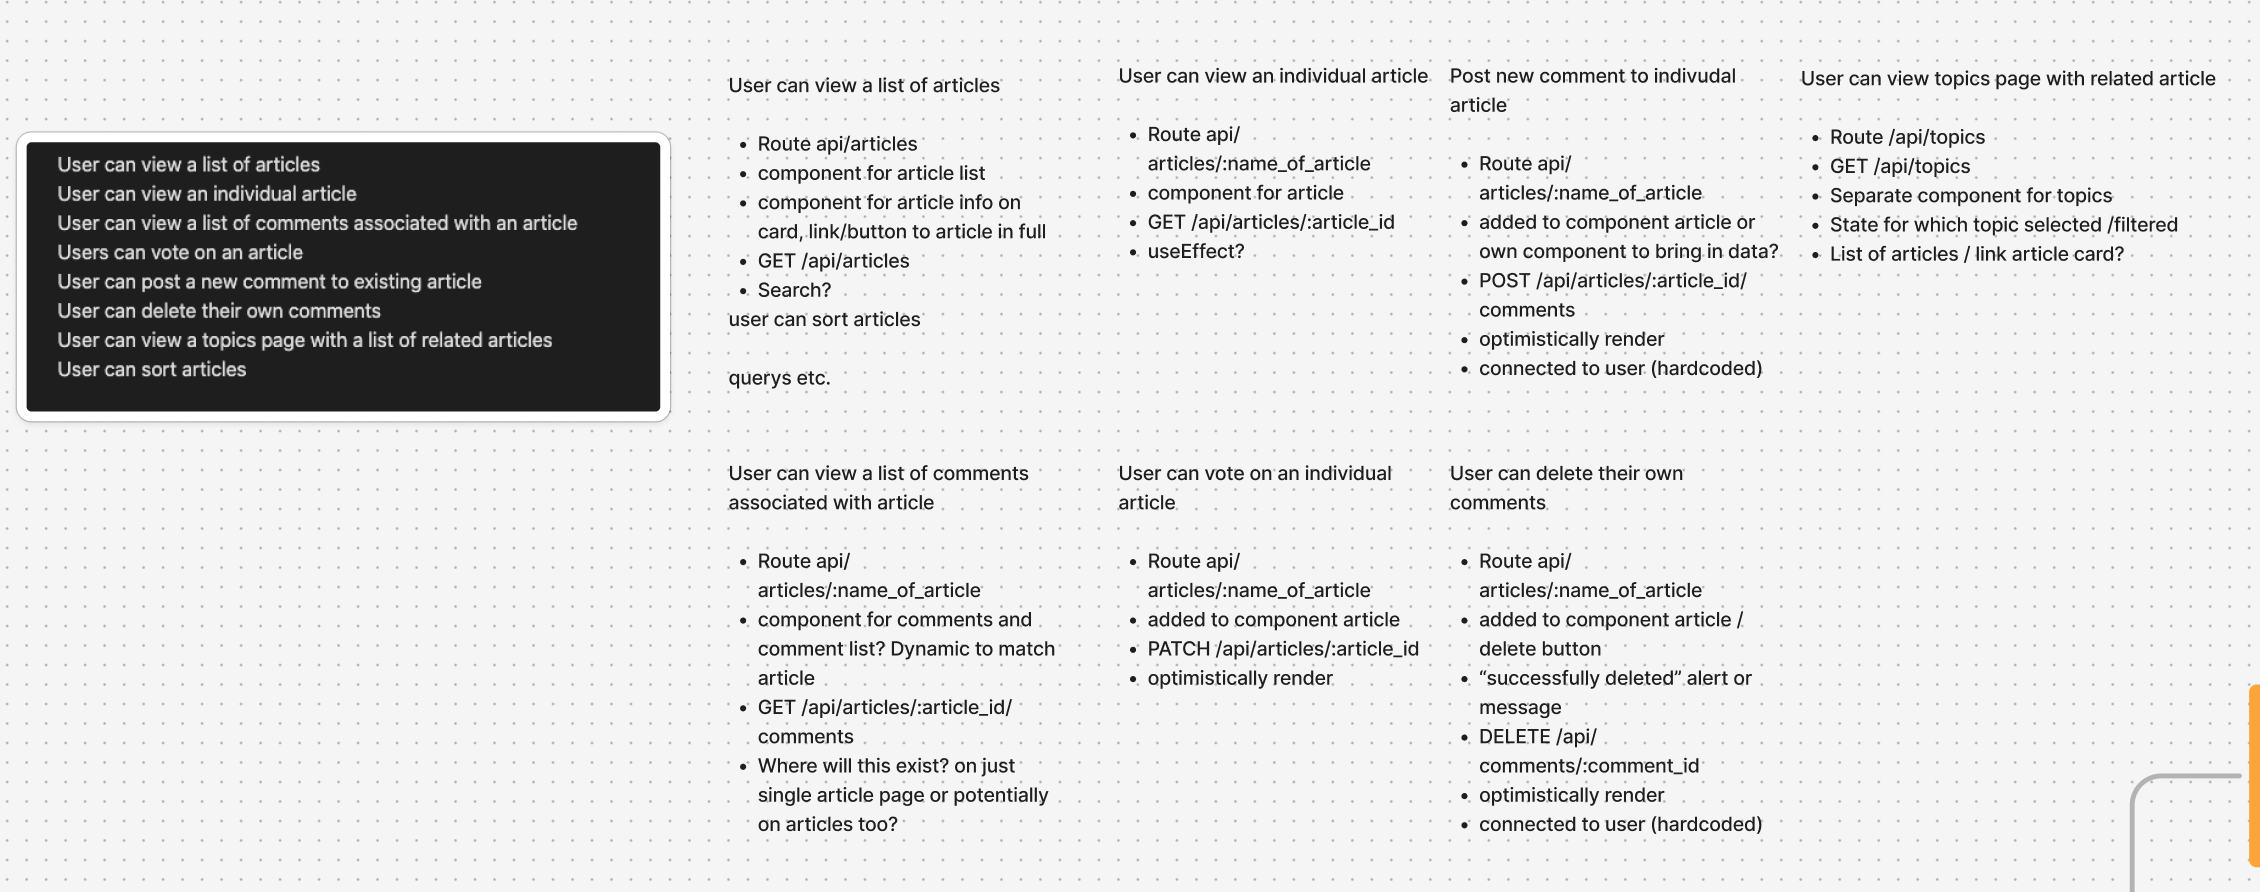 User can view a list of articles
User can view an individual article
User can view a list of comments associated with an article
Users can vote on an article
User can post a new comment to existing article
User can delete their own comments
User can view a topics page with a list of related articles
User can sort articles
User can view a list of articles
• Route api/articles
• component for article list
• component for article info on
card, link/button to article in full
• GET /api/articles
• Search?
user can sort articles
querys etc.
User can view an individual article
• Route api/
articles/:name_of_article
• component for article
• GET /api/articles/:article_id
• useEffect?
Post new comment to indivudal
article
• Route api/
articles/:name_of_article
• added to component article or
own component to bring in data?
• POST /api/articles/:article_id/
comments
• optimistically render
• connected to user (hardcoded)
User can view topics page with related article
• Route /api/topics
• GET /api/topics
• Separate component for topics
• State for which topic selected /filtered
• List of articles / link article card?
User can view a list of comments
associated with article
• Route api/
articles/:name_of_article
• component for comments and
comment list? Dynamic to match
article
• GET /api/articles/:article_id/
comments
• Where will this exist? on just
single article page or potentially
on articles too?
User can vote on an individual
article
• Route api/
articles/:name_of_article
• added to component article
• PATCH /api/articles/:article_id
• optimistically render
User can delete their own
comments
• Route api/
articles/:name_of_article
• added to component article /
delete button
• “successfully deleted” alert or
message
• DELETE /api/
comments/:comment_id
• optimistically render
• connected to user (hardcoded)